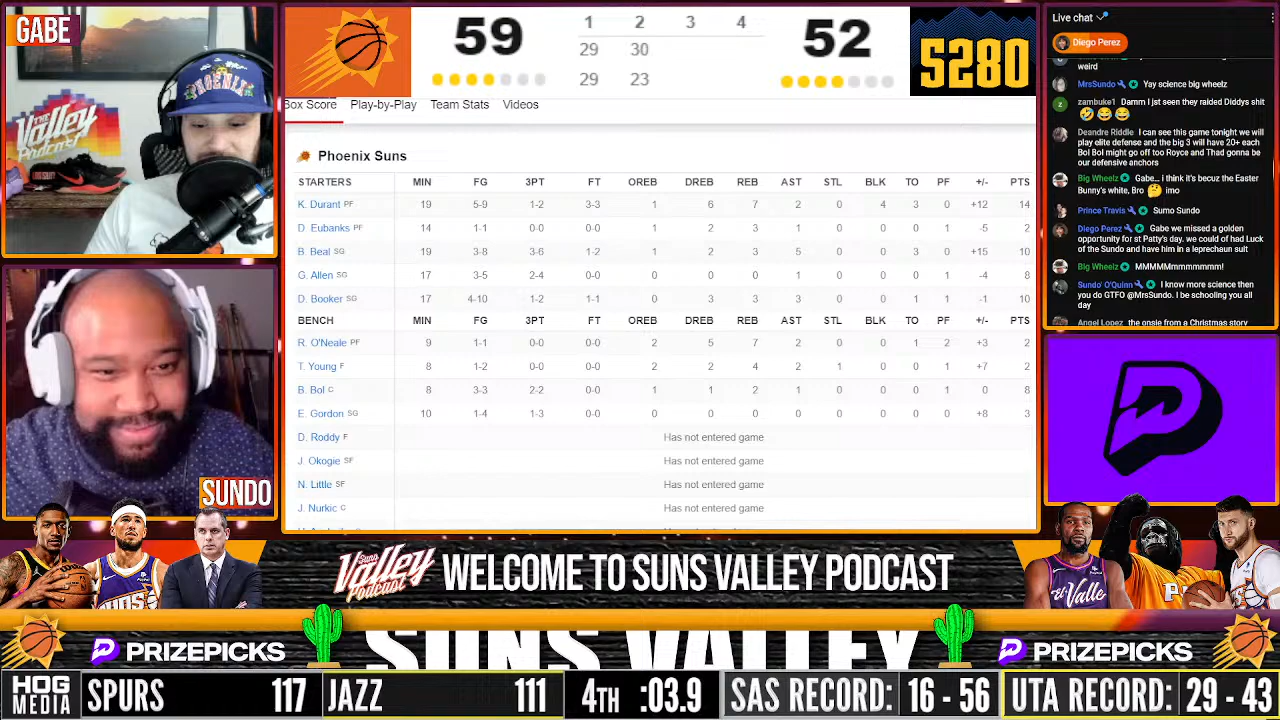 GABE
PHOENIX
THE
Valley
Podcast
SUNDO
59
1 2 3 4
29 30
29 23
52
5280
Box Score Play-by-Play Team Stats Videos
Phoenix Suns
STARTERS MIN FG 3PT FT OREB DREB REB AST STL BLK TO PF +/- PTS
K. Durant PF 19 5-9 1-2 3-3 1 6 7 2 0 4 3 0 +12 14
D. Eubanks PF 14 1-1 0-0 0-0 1 2 3 1 0 0 0 1 -5 2
B. Beal SG 19 3-8 3-6 1-2 1 2 3 5 0 0 3 0 +15 10
G. Allen SG 17 3-5 2-4 0-0 0 0 0 1 0 0 0 1 -4 8
D. Booker SG 17 4-10 1-2 1-1 0 3 3 3 0 0 1 1 -1 10
BENCH MIN FG 3PT FT OREB DREB REB AST STL BLK TO PF +/- PTS
R. O'Neale PF 9 1-1 0-0 0-0 2 5 7 2 0 0 1 2 +3 2
T. Young F 8 1-2 0-0 0-0 2 2 4 2 1 0 0 1 +7 2
B. Bol C 8 3-3 2-2 0-0 1 1 2 1 0 0 0 1 0 8
E. Gordon SG 10 1-4 1-3 0-0 0 0 0 0 0 0 0 0 +8 3
D. Roddy F Has not entered game
J. Okogie SF Has not entered game
N. Little SF Has not entered game
J. Nurkic C Has not entered game
Live chat
Diego Perez
weird
MrsSundo Yay science big wheelz
zambuke1 Damm I jst seen they raided Diddys shit
🤣😂😂
Deandre Riddle I can see this game tonight we will
play elite defense and the big 3 will have 20+ each
Bol Bol might go off too Royce and Thad gonna be
our defensive anchors
Big Wheelz Gabe... i think it's becuz the Easter
Bunny's white, Bro 🤔 imo
Prince Travis Sumo Sundo
Diego Perez Gabe we missed a golden
opportunity for st Patty's day. we could of had Luck
of the Sundo and have him in a leprechaun suit
Big Wheelz MMMMMmmmmmmm!
Sundo' O'Quinn I know more science then
you do GTFO @MrsSundo. I be schooling you all
day
Angel Lopez the onsie from a Christmas story
Suns
Valley
Podcast
WELCOME TO SUNS VALLEY PODCAST
SUNS
El Valle
PRIZEPICKS
SUNS VALLEY
PRIZEPICKS
HOG
MEDIA
SPURS 117 JAZZ 111 4TH :03.9 SAS RECORD: 16 - 56 UTA RECORD: 29 - 43